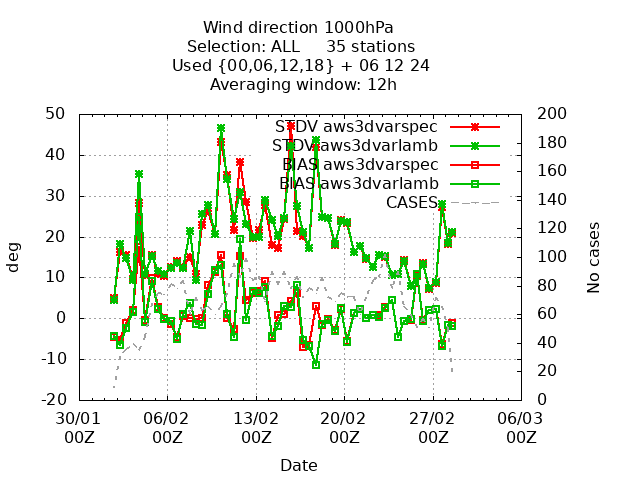 Wind direction 1000hPa
Selection: ALL 35 stations
Used {00,06,12,18} + 06 12 24
Averaging window: 12h
50
40
30
20
10
0
-10
-20
deg
200
180
160
140
120
100
80
60
40
20
0
No cases
STDV aws3dvarspec
STDV aws3dvarlamb
BIAS aws3dvarspec
BIAS aws3dvarlamb
CASES
30/01 06/02 13/02 20/02 27/02 06/03
00Z 00Z 00Z 00Z 00Z 00Z
Date